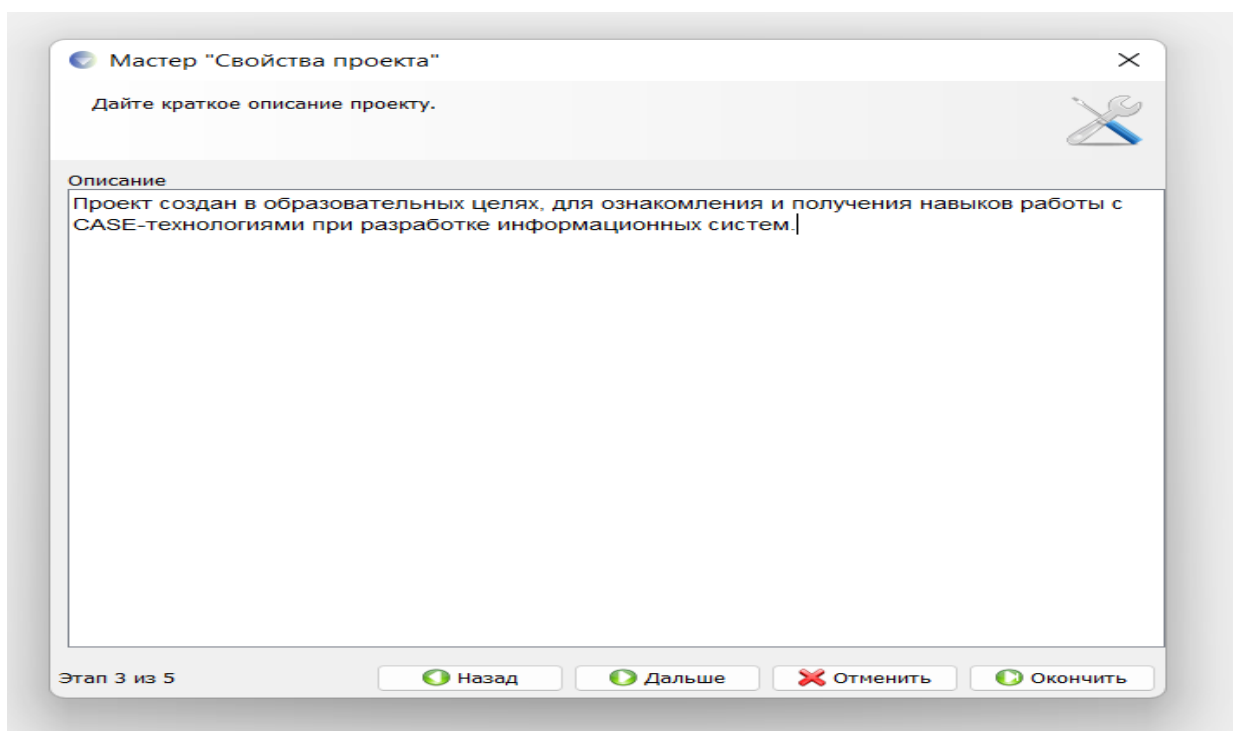 Мастер "Свойства проекта"
Дайте краткое описание проекту.
Описание
Проект создан в образовательных целях, для ознакомления и получения навыков работы с
CASE-технологиями при разработке информационных систем.
Этап 3 из 5
Назад
Дальше
Отменить
Окончить